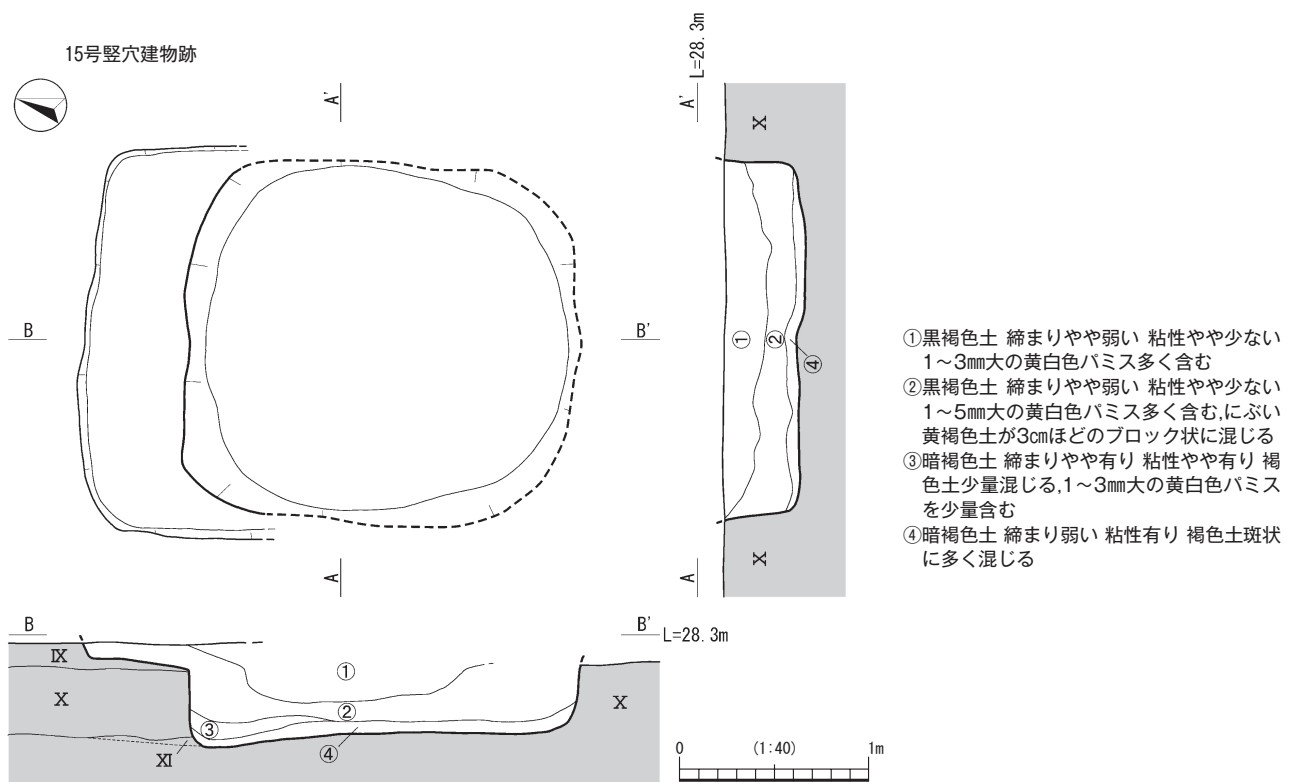 15号竪穴建物跡
A'
L=28.3m
A'
X
B
B'
①
②
④
A
A
X
①黒褐色土 締まりやや弱い 粘性やや少ない
1～3㎜大の黄白色パミス多く含む
②黒褐色土 締まりやや弱い 粘性やや少ない
1～5㎜大の黄白色パミス多く含む,にぶい
黄褐色土が3㎝ほどのブロック状に混じる
③暗褐色土 締まりやや有り 粘性やや有り 褐
色土少量混じる,1～3㎜大の黄白色パミス
を少量含む
④暗褐色土 締まり弱い 粘性有り 褐色土斑状
に多く混じる
B
B' L=28.3m
Ⅸ
X
①
②
③
④
X
Ⅺ
0 (1:40) 1m